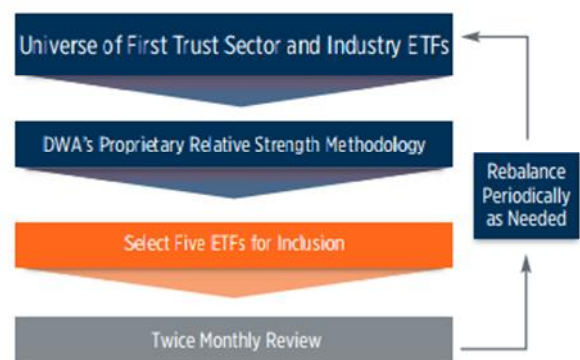 Universe of First Trust Sector and Industry ETFs
DWA's Proprietary Relative Strength Methodology
Select Five ETFs for Inclusion
Twice Monthly Review
Rebalance
Periodically
as Needed